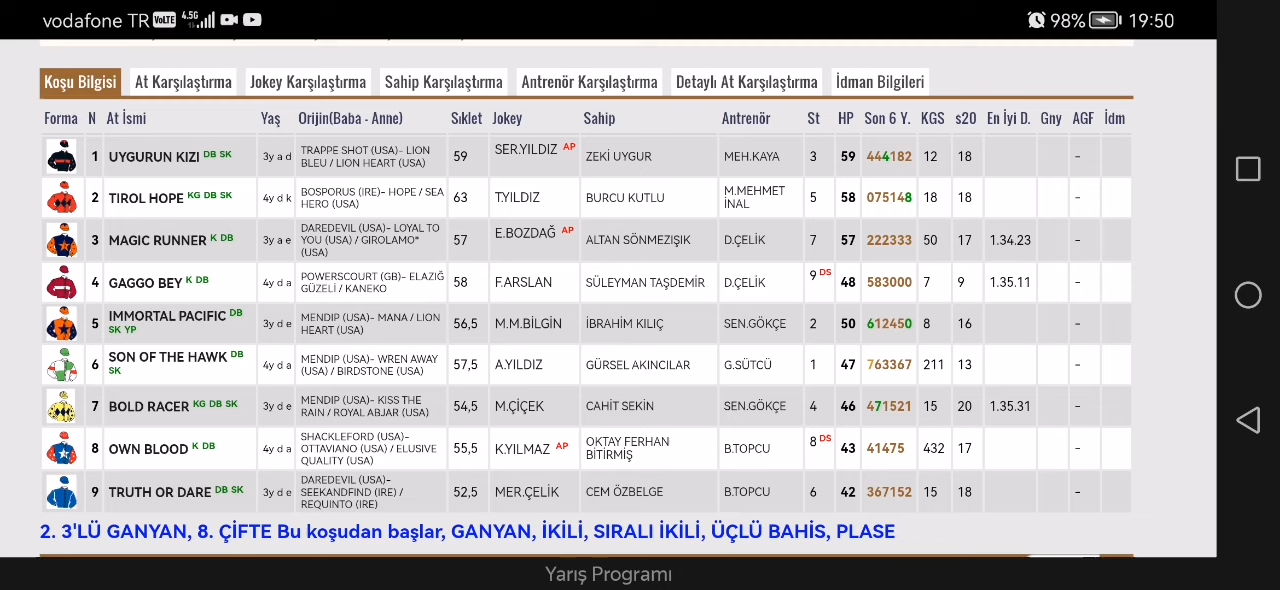 vodafone TR VoLTE 4.5G 98% 19:50
Koşu Bilgisi At Karşılaştırma Jokey Karşılaştırma Sahip Karşılaştırma Antrenör Karşılaştırma Detaylı At Karşılaştırma İdman Bilgileri
Forma N At İsmi Yaş Orijin(Baba - Anne) Sıklet Jokey Sahip Antrenör St HP Son 6 Y. KGS s20 En İyi D. Gny AGF İdm
1 UYGURUN KIZI DB SK 3y a d TRAPPE SHOT (USA)- LION BLEU / LION HEART (USA) 59 SER.YILDIZ AP ZEKİ UYGUR MEH.KAYA 3 59 444182 12 18 -
2 TIROL HOPE KG DB SK 4y d k BOSPORUS (IRE)- HOPE / SEA HERO (USA) 63 T.YILDIZ BURCU KUTLU M.MEHMET İNAL 5 58 075148 18 18 -
3 MAGIC RUNNER K DB 3y a e DAREDEVIL (USA)- LOYAL TO YOU (USA) / GIROLAMO* (USA) 57 E.BOZDAĞ AP ALTAN SÖNMEZIŞIK D.ÇELİK 7 57 222333 50 17 1.34.23 -
4 GAGGO BEY K DB 4y d a POWERSCOURT (GB)- ELAZIĞ GÜZELİ / KANEKO 58 F.ARSLAN SÜLEYMAN TAŞDEMİR D.ÇELİK 9 DS 48 583000 7 9 1.35.11 -
5 IMMORTAL PACIFIC DB SK YP 3y d e MENDIP (USA)- MANA / LION HEART (USA) 56,5 M.M.BİLGİN İBRAHİM KILIÇ SEN.GÖKÇE 2 50 612450 8 16 -
6 SON OF THE HAWK DB SK 4y d a MENDIP (USA)- WREN AWAY (USA) / BIRDSTONE (USA) 57,5 A.YILDIZ GÜRSEL AKINCILAR G.SÜTCÜ 1 47 763367 211 13 -
7 BOLD RACER KG DB SK 3y d e MENDIP (USA)- KISS THE RAIN / ROYAL ABJAR (USA) 54,5 M.ÇİÇEK CAHİT SEKİN SEN.GÖKÇE 4 46 471521 15 20 1.35.31 -
8 OWN BLOOD K DB 4y d a SHACKLEFORD (USA)- OTTAVIANO (USA) / ELUSIVE QUALITY (USA) 55,5 K.YILMAZ AP OKTAY FERHAN BİTİRMİŞ B.TOPCU 8 DS 43 41475 432 17 -
9 TRUTH OR DARE DB SK 3y d e DAREDEVIL (USA)- SEEKANDFIND (IRE) / REQUINTO (IRE) 52,5 MER.ÇELİK CEM ÖZBELGE B.TOPCU 6 42 367152 15 18 -
2. 3'LÜ GANYAN, 8. ÇİFTE Bu koşudan başlar, GANYAN, İKİLİ, SIRALI İKİLİ, ÜÇLÜ BAHİS, PLASE
Yarış Programı